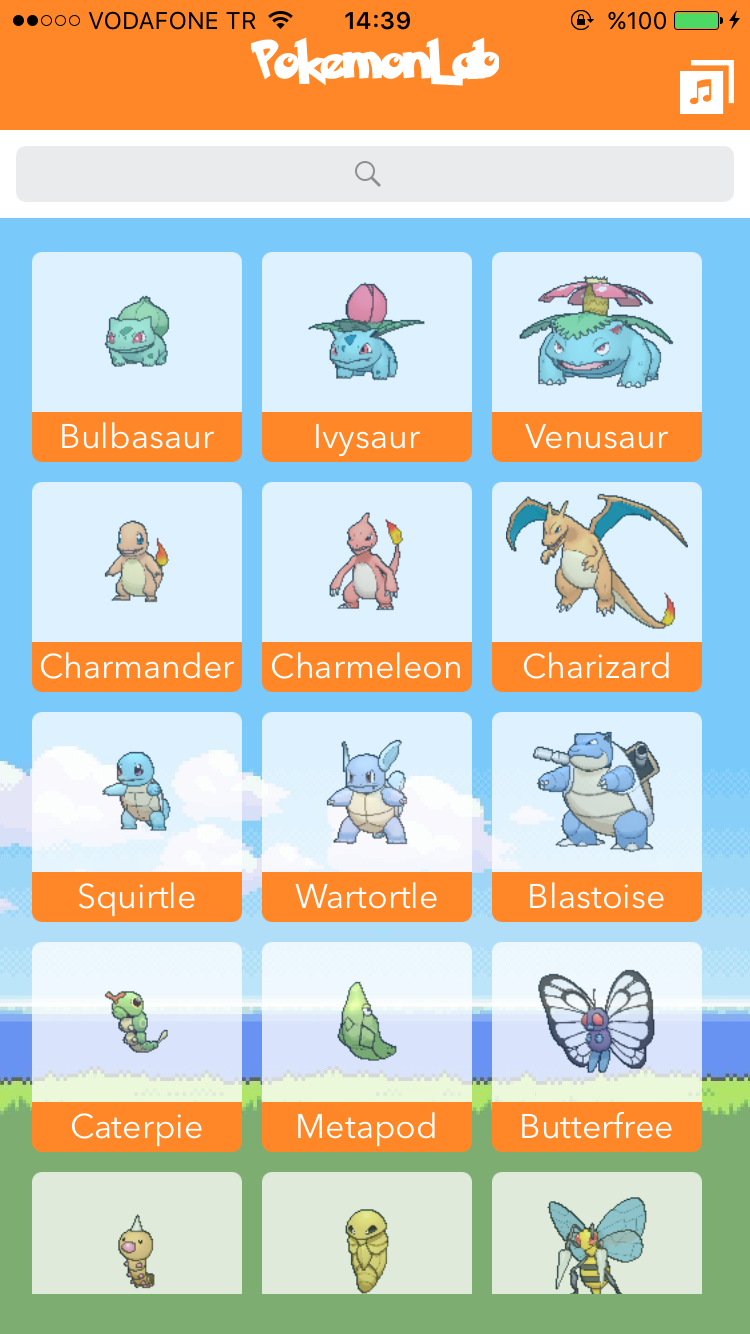 VODAFONE TR 14:39 %100
PokemonLab
Bulbasaur Ivysaur Venusaur
Charmander Charmeleon Charizard
Squirtle Wartortle Blastoise
Caterpie Metapod Butterfree